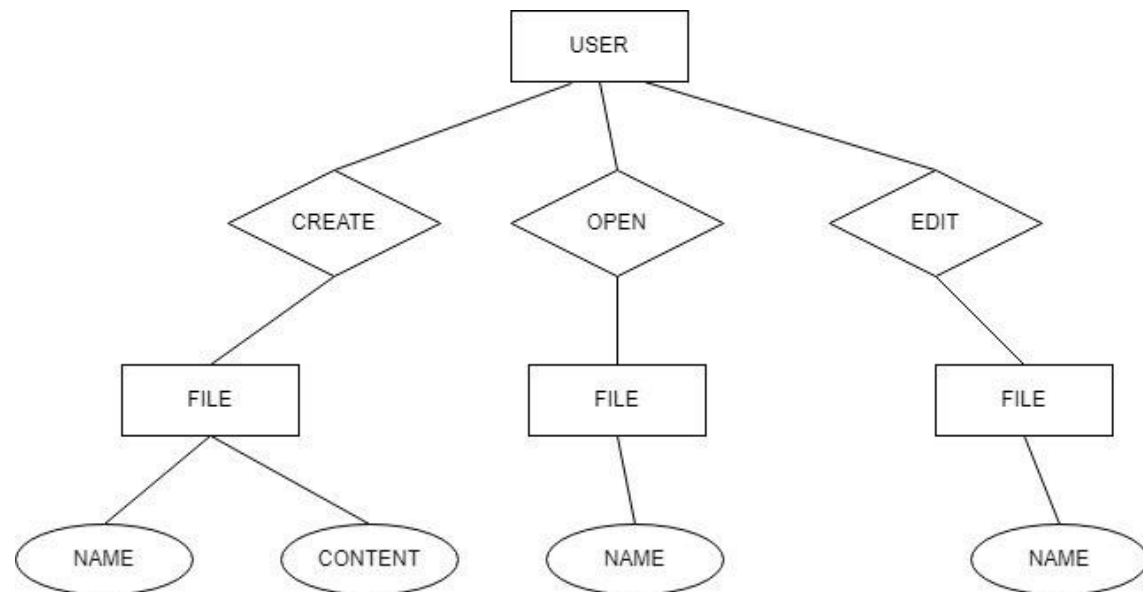 USER
CREATE
OPEN
EDIT
FILE
FILE
FILE
NAME
CONTENT
NAME
NAME